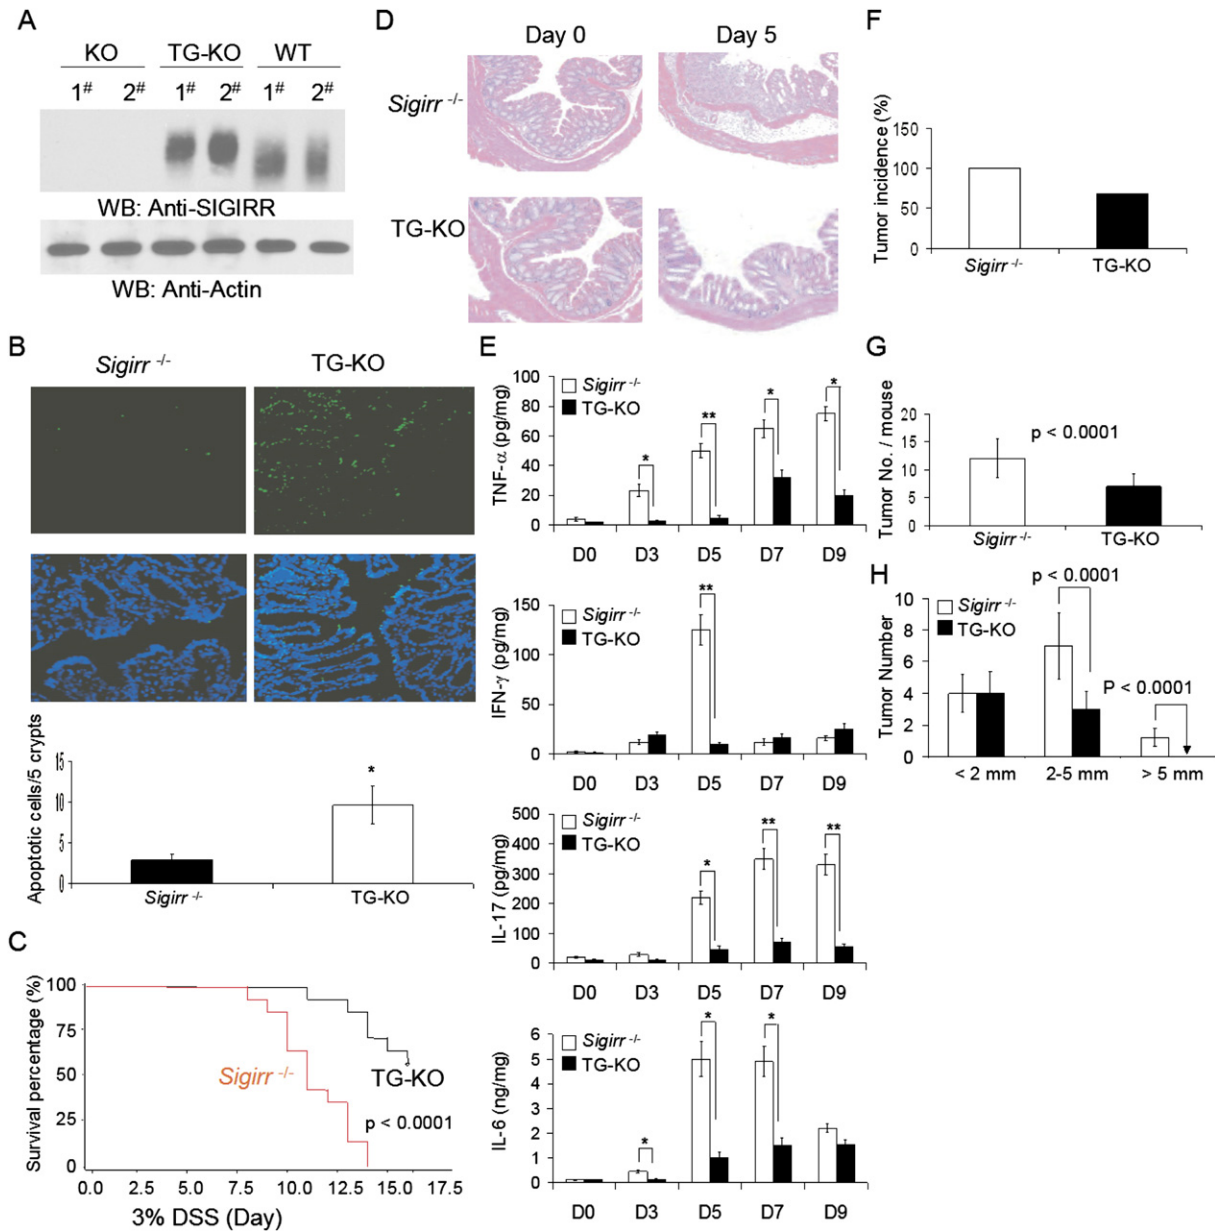 A
KO TG-KO WT
1# 2# 1# 2# 1# 2#
WB: Anti-SIGIRR
WB: Anti-Actin
B
Sigirr -/- TG-KO
Apoptotic cells/5 crypts
15
10
5
0
*
Sigirr -/- TG-KO
C
Survival percentage (%)
100
75
50
25
0
Sigirr -/-
TG-KO
p < 0.0001
0.0 2.5 5.0 7.5 10.0 12.5 15.0 17.5
3% DSS (Day)
D
Day 0 Day 5
Sigirr -/-
TG-KO
E
TNF-α (pg/mg)
100
80
60
40
20
0
Sigirr -/-
TG-KO
* ** * *
D0 D3 D5 D7 D9
IFN-γ (pg/mg)
150
100
50
0
Sigirr -/-
TG-KO
**
D0 D3 D5 D7 D9
IL-17 (pg/mg)
500
400
300
200
100
0
Sigirr -/-
TG-KO
* ** **
D0 D3 D5 D7 D9
IL-6 (ng/mg)
6
5
4
3
2
1
0
Sigirr -/-
TG-KO
* * *
D0 D3 D5 D7 D9
F
Tumor incidence (%)
150
100
50
0
Sigirr -/- TG-KO
G
Tumor No. / mouse
20
15
10
5
0
p < 0.0001
Sigirr -/- TG-KO
H
Tumor Number
10
8
6
4
2
0
Sigirr -/-
TG-KO
p < 0.0001
P < 0.0001
< 2 mm 2-5 mm > 5 mm